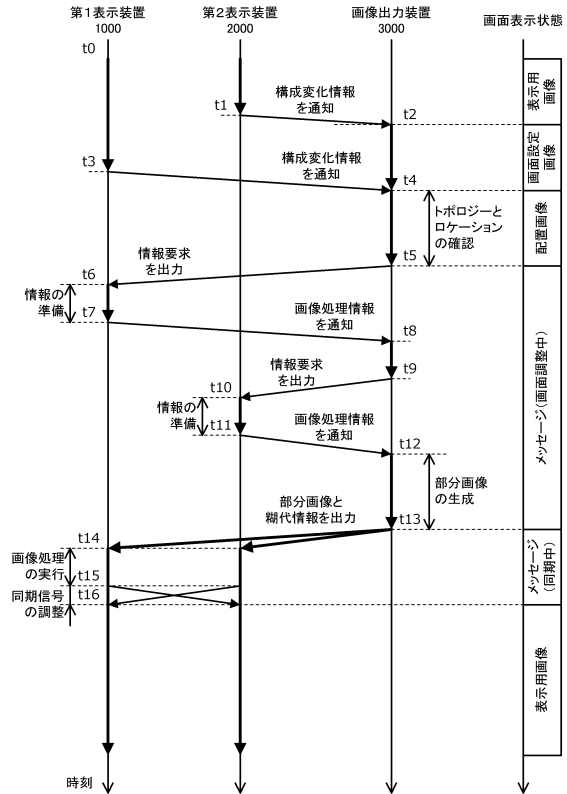 第1表示装置
1000
第2表示装置
2000
画像出力装置
3000
画面表示状態
t0
表示用
画像
構成変化情報
を通知
t1
t2
画面設定
画像
t3
構成変化情報
を通知
t4
トポロジーと
ロケーション
の確認
配置画像
t5
情報要求
を出力
t6
情報の
準備
t7
画像処理情報
を通知
t8
メッセージ(画面調整中)
情報要求
を出力
t9
t10
情報の
準備
t11
画像処理情報
を通知
t12
部分画像
の生成
部分画像と
糊代情報を出力
t13
t14
画像処理
の実行
t15
メッセージ
(同期中)
同期信号
の調整
t16
表示用画像
時刻